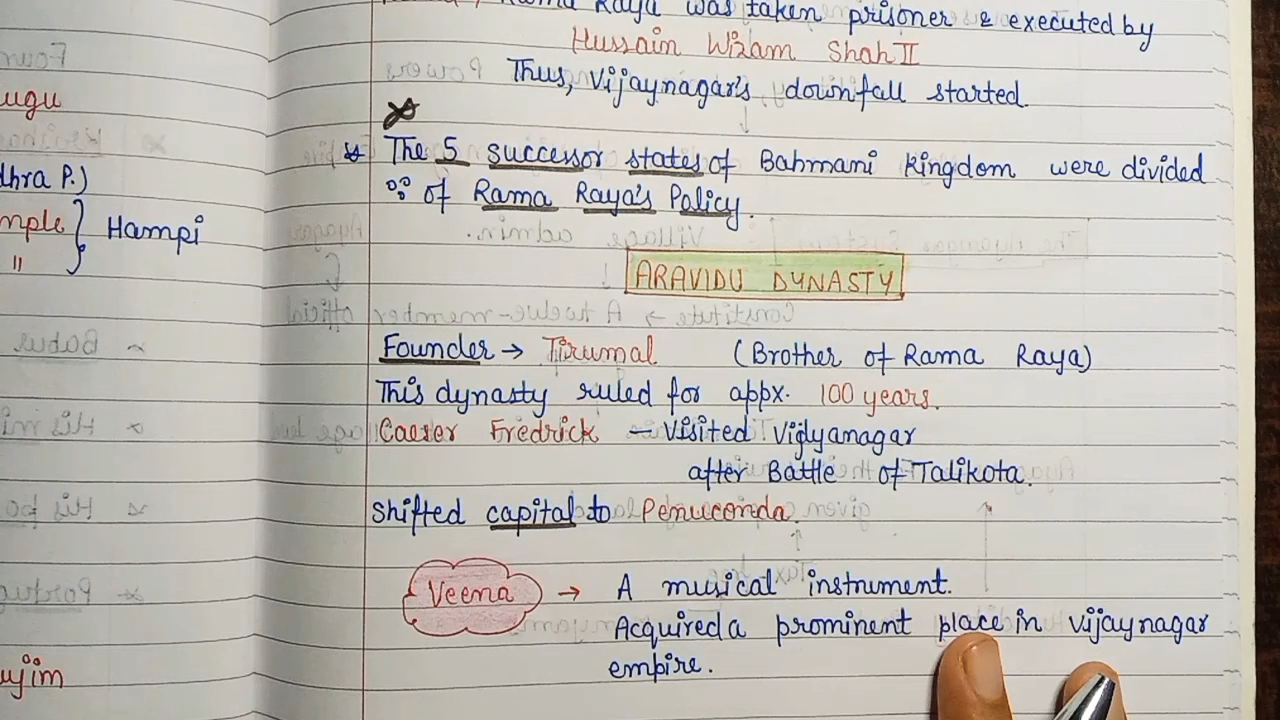 Rama Raya was taken prisoner & executed by
Hussain Nizam Shah II
Thus, Vijaynagar's downfall started.
The 5 successor states of Bahmani Kingdom were divided
∵ of Rama Raya's Policy.
ARAVIDU DYNASTY
Founder → Tirumal (Brother of Rama Raya)
This dynasty ruled for appx. 100 years.
Caeser Fredrick — Visited Vidyanagar
after Battle of Talikota.
Shifted capital to Penuconda.
Veena → A musical instrument.
Acquired a prominent place in Vijaynagar
empire.
ugu
dhra P.)
mple } Hampi
"
ujim